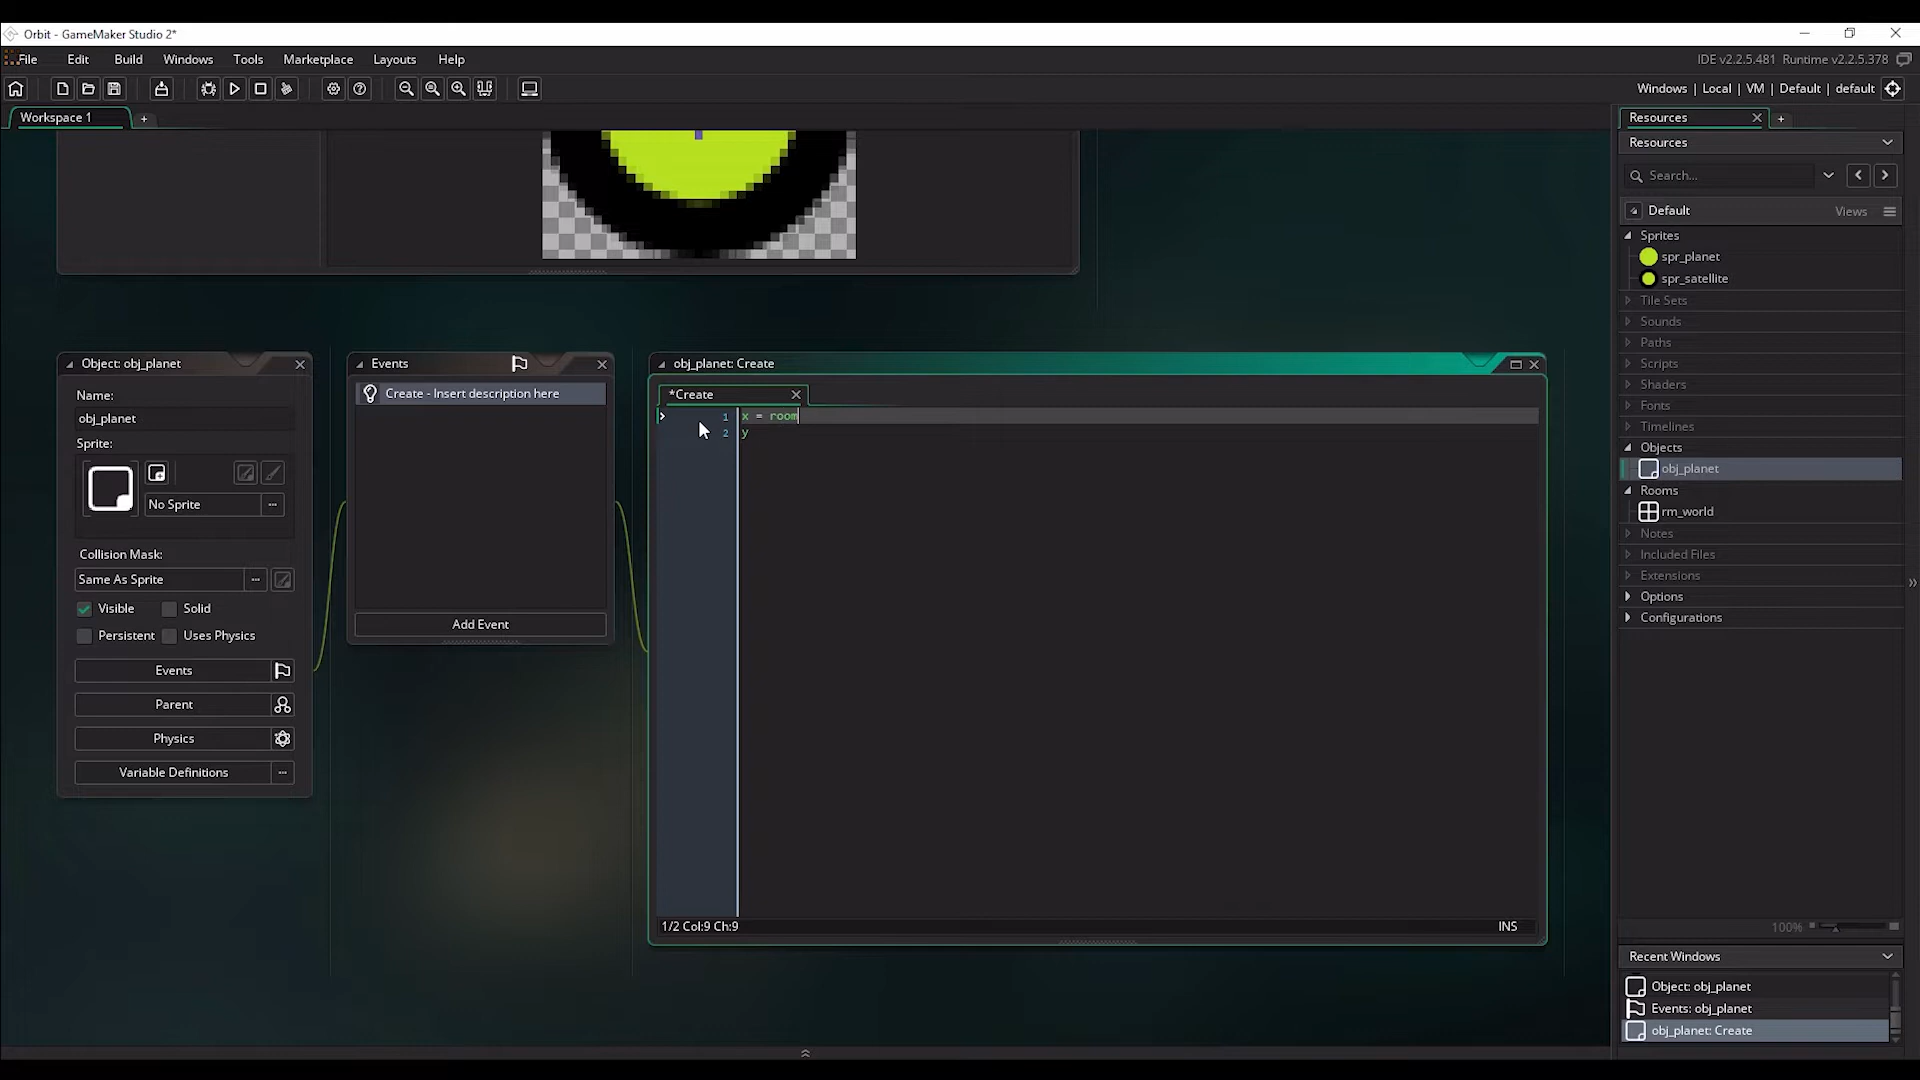 Orbit - GameMaker Studio 2*
File Edit Build Windows Tools Marketplace Layouts Help
IDE v2.2.5.481 Runtime v2.2.5.378
Windows | Local | VM | Default | default
Workspace 1
Resources
Resources
Search...
Default
Views
Sprites
spr_planet
spr_satellite
Tile Sets
Sounds
Paths
Scripts
Shaders
Fonts
Timelines
Objects
obj_planet
Rooms
rm_world
Notes
Included Files
Extensions
Options
Configurations
100%
Recent Windows
Object: obj_planet
Events: obj_planet
obj_planet: Create
Object: obj_planet
Name:
obj_planet
Sprite:
No Sprite
Collision Mask:
Same As Sprite
Visible Solid
Persistent Uses Physics
Events
Parent
Physics
Variable Definitions
Events
Create - Insert description here
Add Event
obj_planet: Create
*Create
1 x = room
2 y
1/2 Col:9 Ch:9
INS